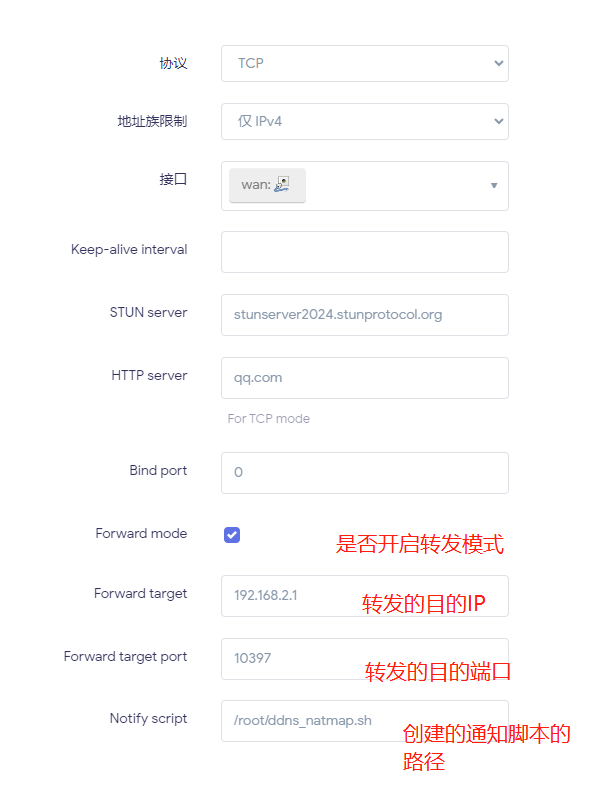 协议 TCP
地址族限制 仅 IPv4
接口 wan:
Keep-alive interval
STUN server stunserver2024.stunprotocol.org
HTTP server qq.com
For TCP mode
Bind port 0
Forward mode 是否开启转发模式
Forward target 192.168.2.1 转发的目的IP
Forward target port 10397 转发的目的端口
Notify script /root/ddns_natmap.sh 创建的通知脚本的
路径